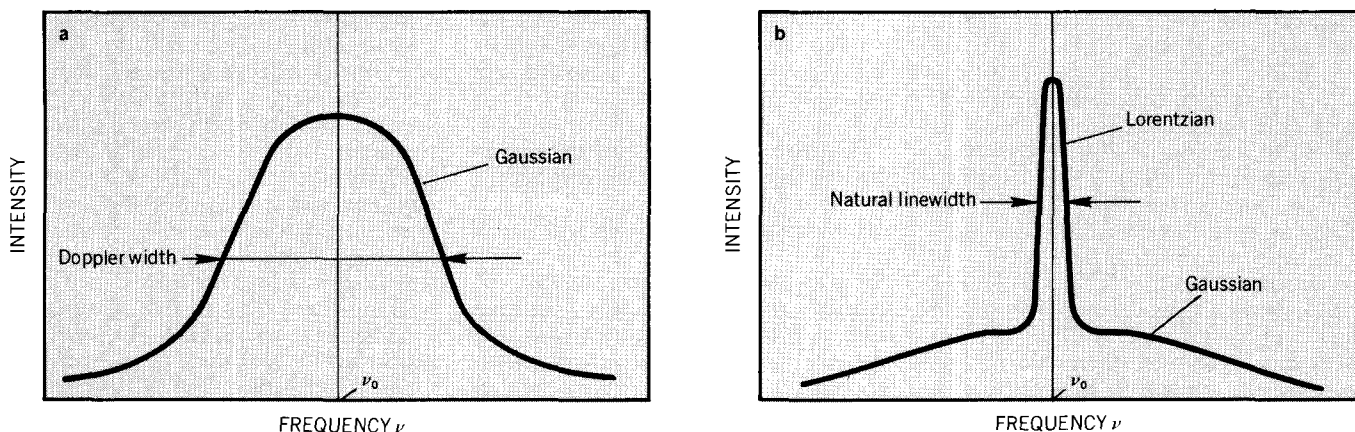 a
INTENSITY
Gaussian
Doppler width
ν₀
FREQUENCY ν
b
INTENSITY
Lorentzian
Natural linewidth
Gaussian
ν₀
FREQUENCY ν